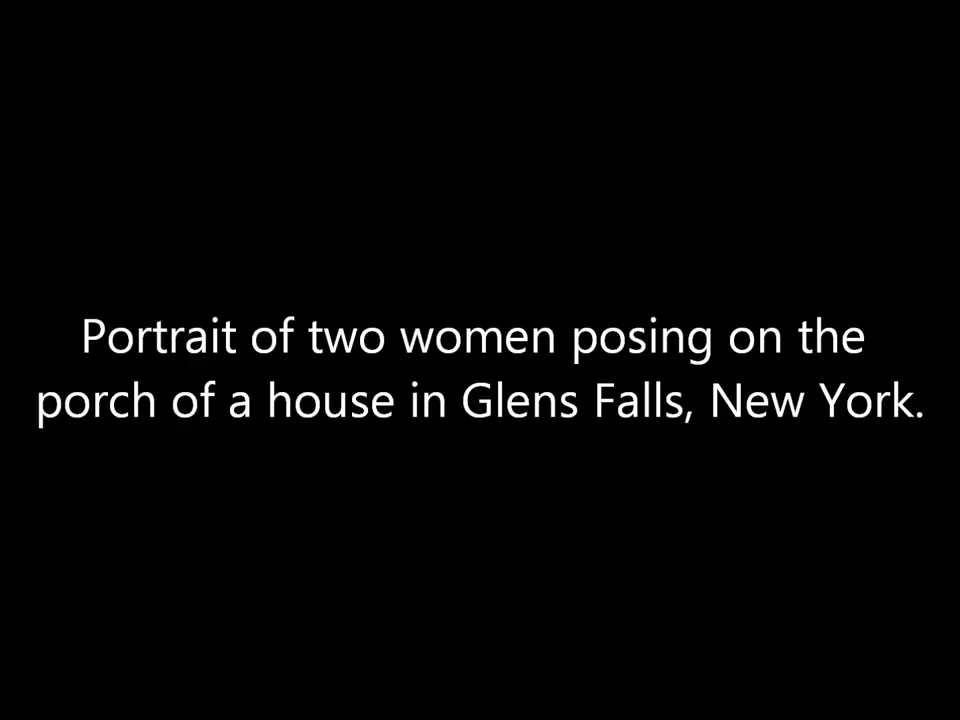 Portrait of two women posing on the
porch of a house in Glens Falls, New York.